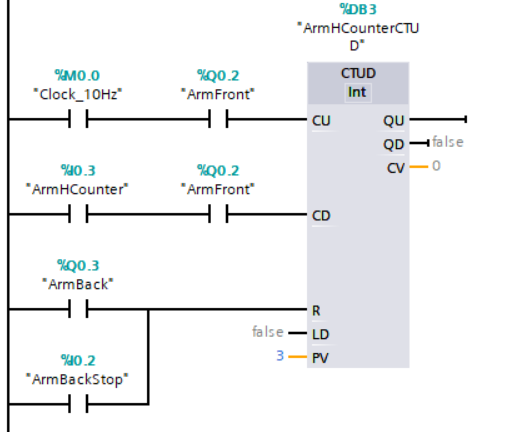 %DB3
"ArmHCounterCTU
D"
%M0.0
"Clock_10Hz"
%Q0.2
"ArmFront"
CTUD
Int
CU
QU
QD
false
CV
0
%I0.3
"ArmHCounter"
%Q0.2
"ArmFront"
CD
%Q0.3
"ArmBack"
R
false
LD
3
PV
%I0.2
"ArmBackStop"